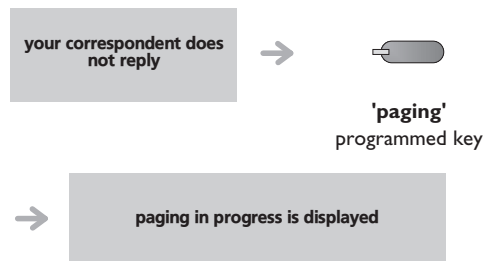 your correspondent does
not reply
'paging'
programmed key
paging in progress is displayed